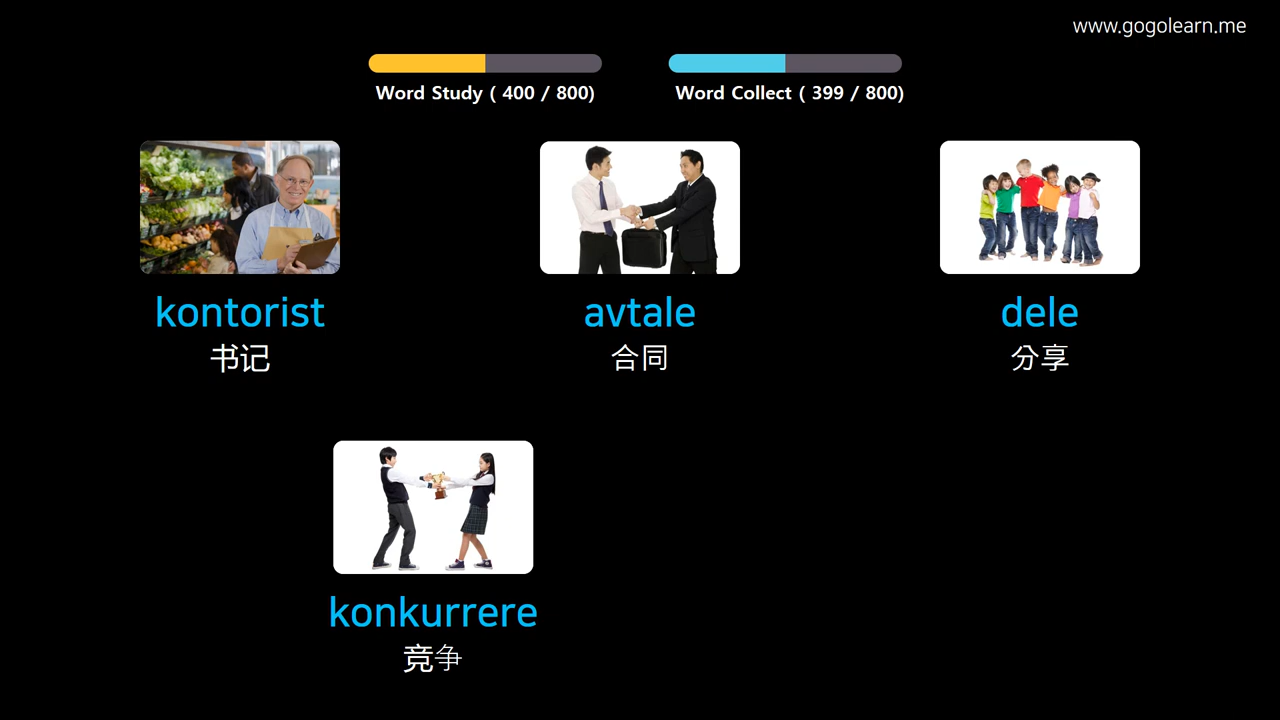 www.gogolearn.me
Word Study ( 400 / 800)
Word Collect ( 399 / 800)
kontorist
书记
avtale
合同
dele
分享
konkurrere
竞争